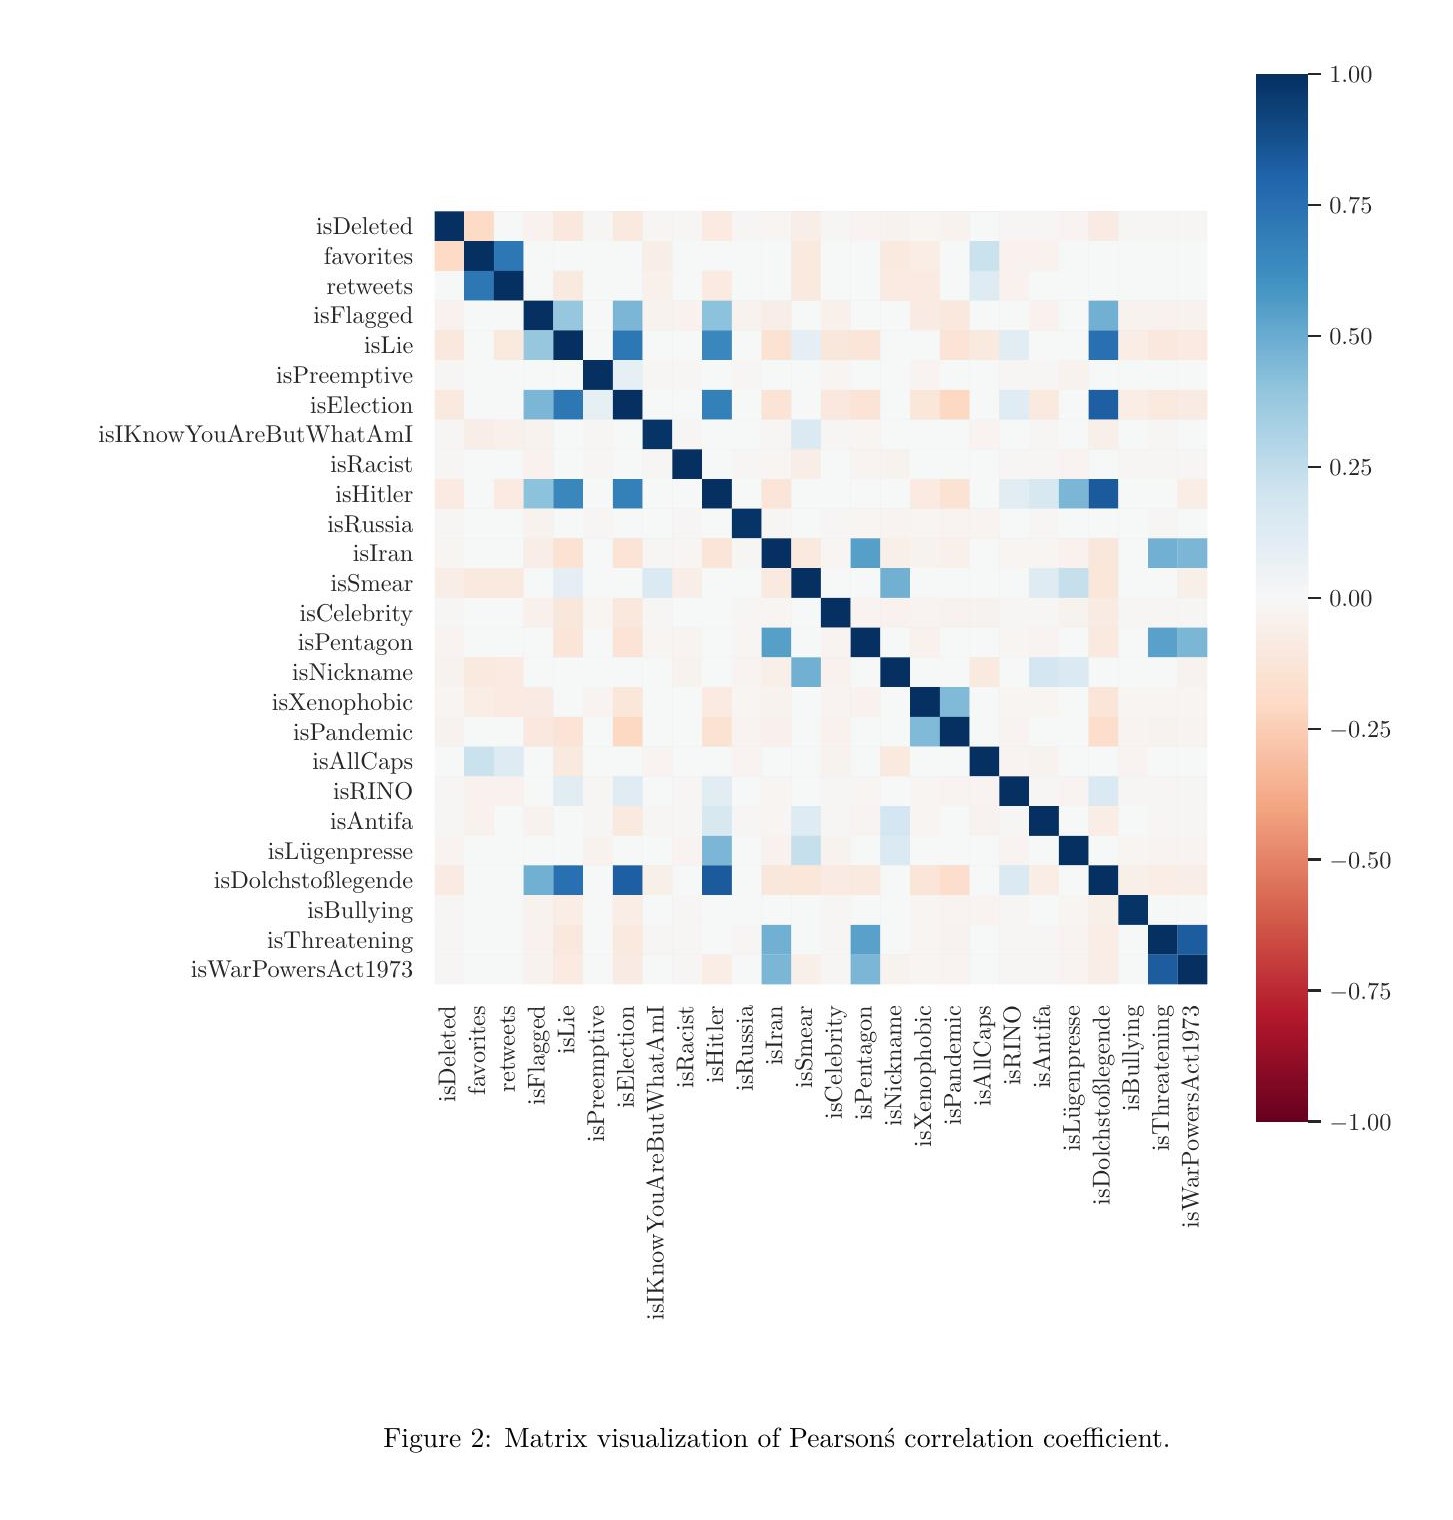 1.00
0.75
0.50
0.25
0.00
−0.25
−0.50
−0.75
−1.00
isDeleted
favorites
retweets
isFlagged
isLie
isPreemptive
isElection
isIKnowYouAreButWhatAmI
isRacist
isHitler
isRussia
isIran
isSmear
isCelebrity
isPentagon
isNickname
isXenophobic
isPandemic
isAllCaps
isRINO
isAntifa
isLügenpresse
isDolchstoßlegende
isBullying
isThreatening
isWarPowersAct1973
isDeleted
favorites
retweets
isFlagged
isLie
isPreemptive
isElection
isIKnowYouAreButWhatAmI
isRacist
isHitler
isRussia
isIran
isSmear
isCelebrity
isPentagon
isNickname
isXenophobic
isPandemic
isAllCaps
isRINO
isAntifa
isLügenpresse
isDolchstoßlegende
isBullying
isThreatening
isWarPowersAct1973
Figure 2: Matrix visualization of Pearsonś correlation coefficient.